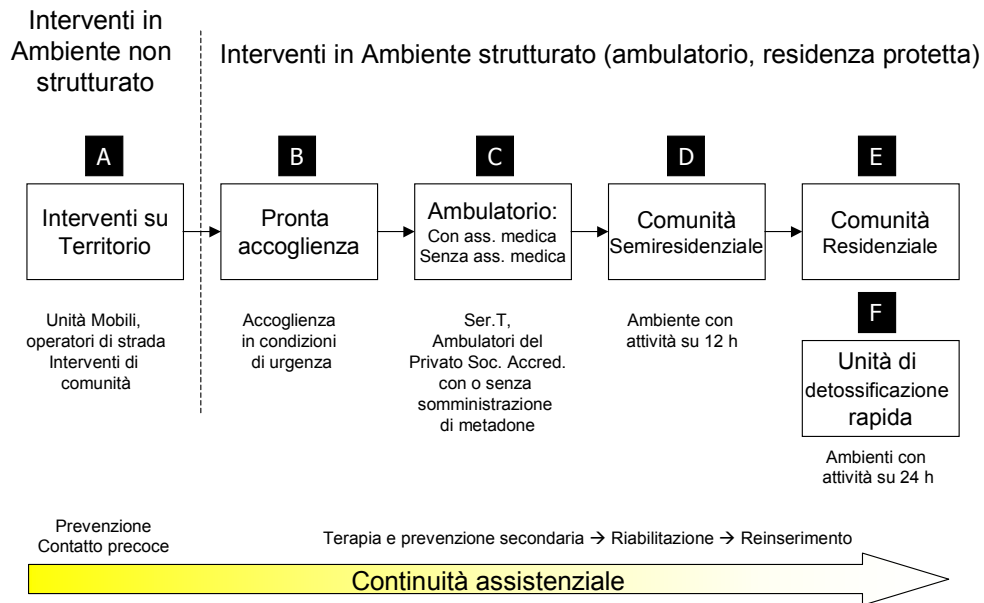 Interventi in
Ambiente non
strutturato
Interventi in Ambiente strutturato (ambulatorio, residenza protetta)
A
B
C
D
E
Interventi su
Territorio
Pronta
accoglienza
Ambulatorio:
Con ass. medica
Senza ass. medica
Comunità
Semiresidenziale
Comunità
Residenziale
Unità Mobili,
operatori di strada
Interventi di
comunità
Accoglienza
in condizioni
di urgenza
Ser.T,
Ambulatori del
Privato Soc. Accred.
con o senza
somministrazione
di metadone
Ambiente con
attività su 12 h
F
Unità di
detossificazione
rapida
Ambienti con
attività su 24 h
Prevenzione
Contatto precoce
Terapia e prevenzione secondaria → Riabilitazione → Reinserimento
Continuità assistenziale